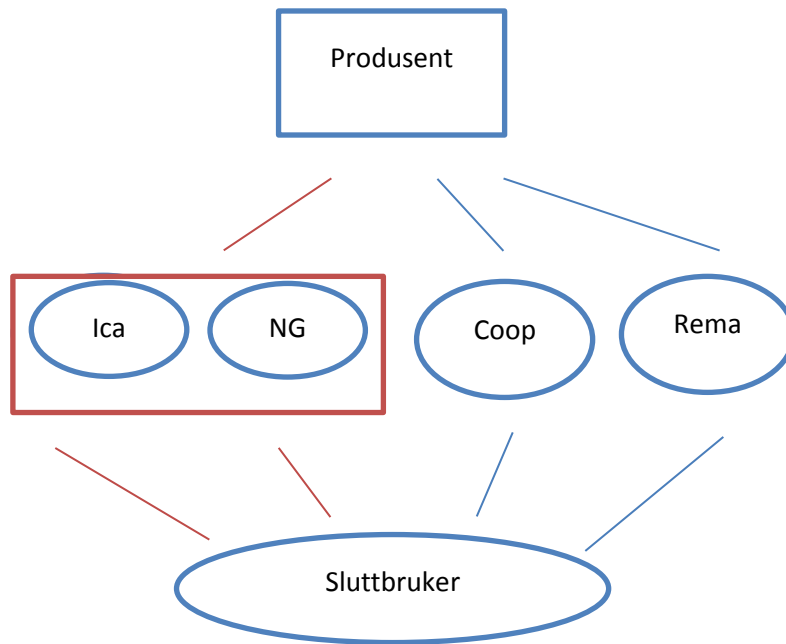 Produsent
Ica
NG
Coop
Rema
Sluttbruker